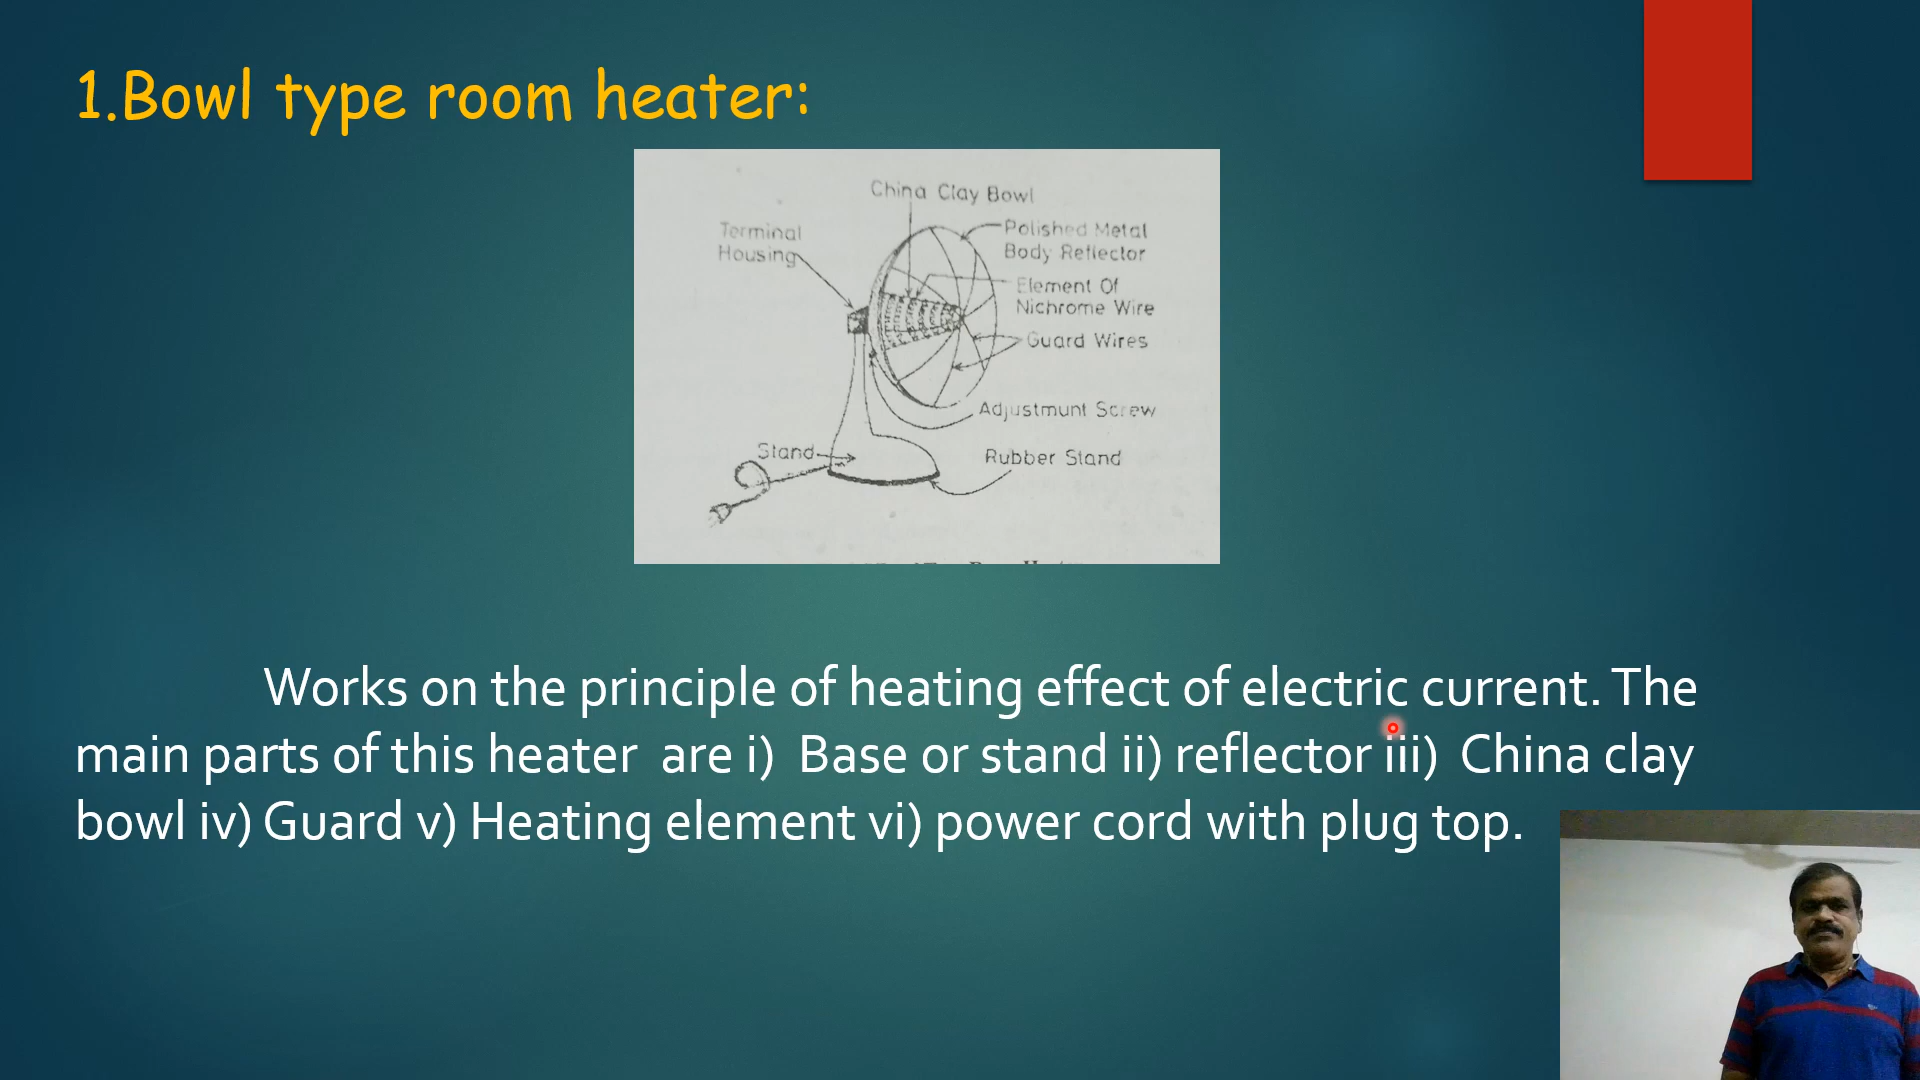 1.Bowl type room heater:
China Clay Bowl
Terminal
Housing
Polished Metal
Body Reflector
Element Of
Nichrome Wire
Guard Wires
Adjustmunt Screw
Stand
Rubber Stand
Works on the principle of heating effect of electric current. The
main parts of this heater are i) Base or stand ii) reflector iii) China clay
bowl iv) Guard v) Heating element vi) power cord with plug top.